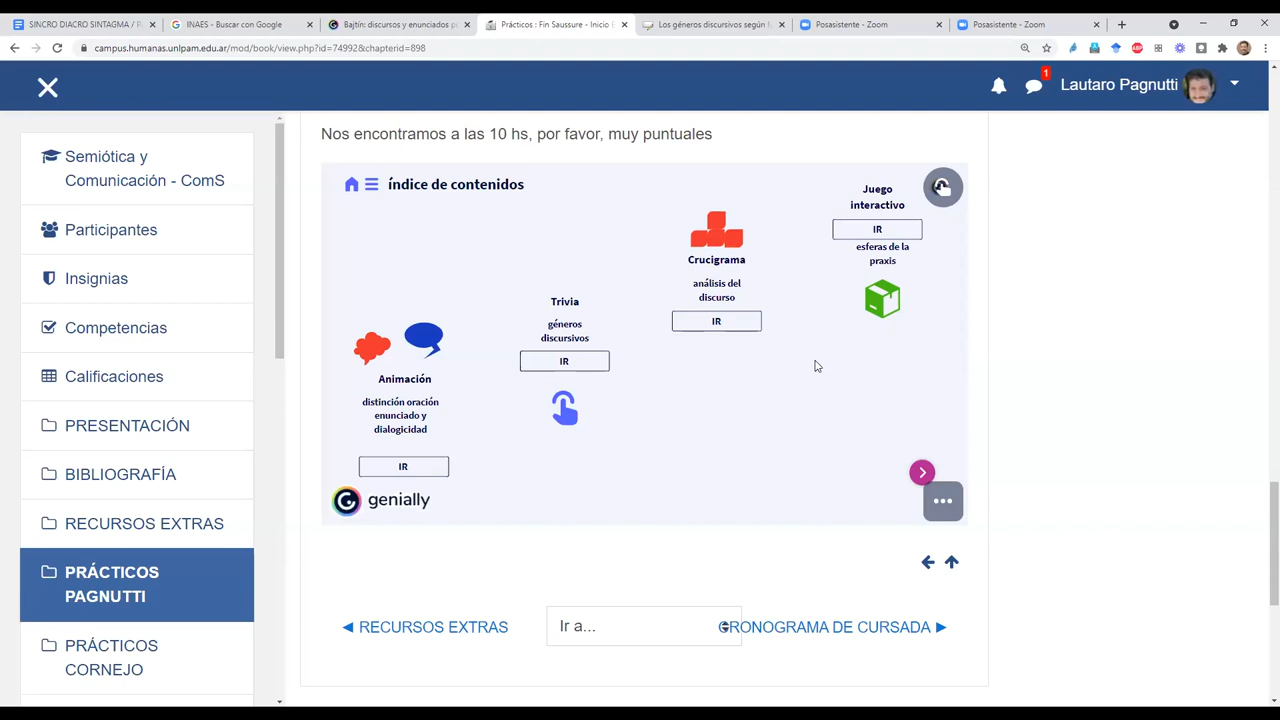 SINCRO DIACRO SINTAGMA / P
INAES - Buscar con Google
Bajtín: discursos y enunciados p
Prácticos : Fin Saussure - Inicio B
Los géneros discursivos según
Posasistente - Zoom
Posasistente - Zoom
campus.humanas.unlpam.edu.ar/mod/book/view.php?id=74992&chapterid=898
1
Lautaro Pagnutti
Semiótica y
Comunicación - ComS
Participantes
Insignias
Competencias
Calificaciones
PRESENTACIÓN
BIBLIOGRAFÍA
RECURSOS EXTRAS
PRÁCTICOS
PAGNUTTI
PRÁCTICOS
CORNEJO
Nos encontramos a las 10 hs, por favor, muy puntuales
índice de contenidos
Animación
distinción oración
enunciado y
dialogicidad
IR
Trivia
géneros
discursivos
IR
Crucigrama
análisis del
discurso
IR
Juego
interactivo
IR
esferas de la
praxis
genially
◄ RECURSOS EXTRAS
Ir a...
CRONOGRAMA DE CURSADA ►